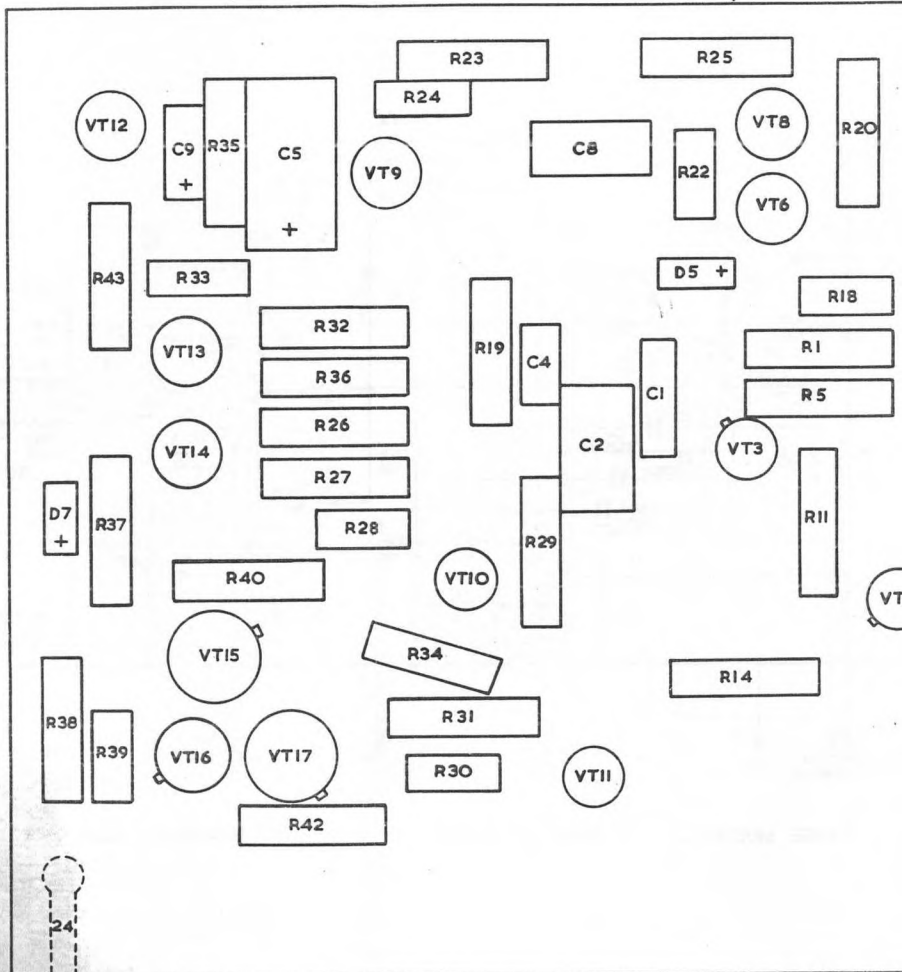 R23
R25
R24
VT12
C9
+
R35
C5
+
VT9
C8
R22
VT8
R20
VT6
D5 +
R43
R33
R18
R32
R19
C4
C1
R1
VT13
R36
R5
R26
C2
VT3
VT14
R27
D7
+
R37
R28
R29
R11
R40
VT10
VT
VT15
R34
R14
R38
R31
R39
VT16
VT17
R30
VT11
R42
24